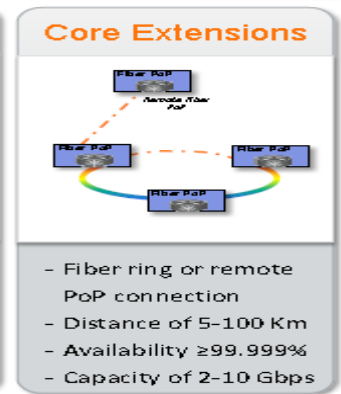 Core Extensions
Fiber PoP
Remote Fiber
PoP
Fiber PoP
Fiber PoP
Fiber PoP
- Fiber ring or remote
PoP connection
- Distance of 5-100 Km
- Availability ≥99.999%
- Capacity of 2-10 Gbps